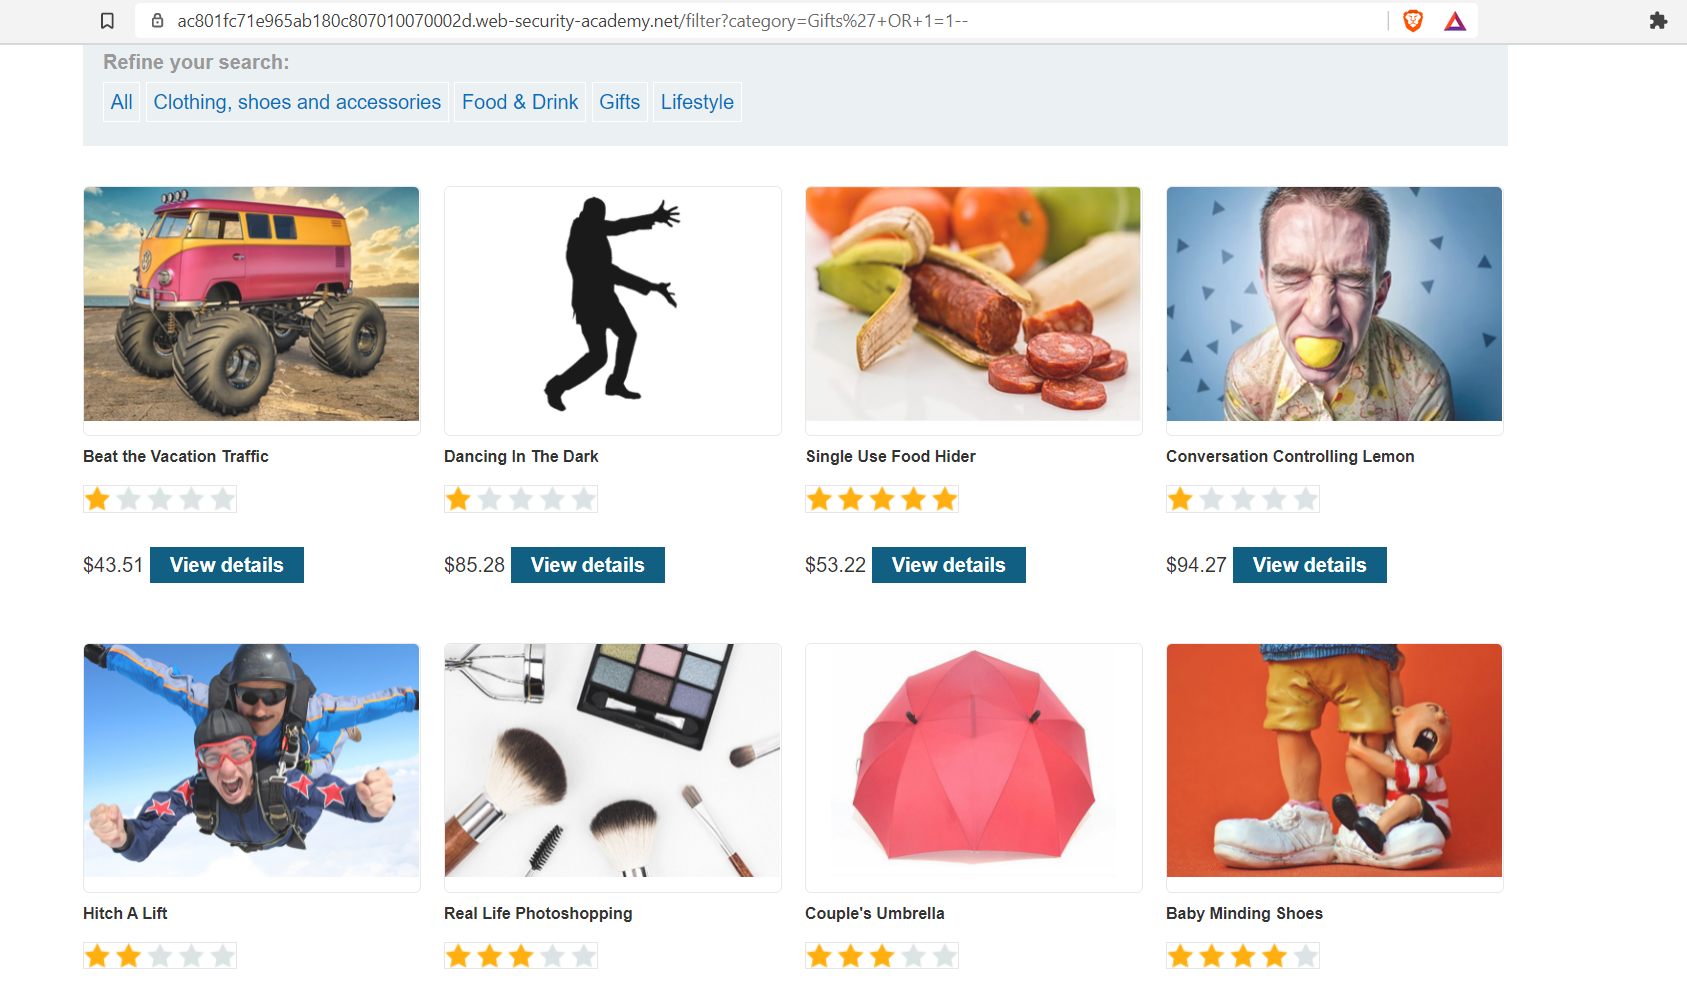 ac801fc71e965ab180c807010070002d.web-security-academy.net/filter?category=Gifts%27+OR+1=1--
Refine your search:
All Clothing, shoes and accessories Food & Drink Gifts Lifestyle
Beat the Vacation Traffic Dancing In The Dark Single Use Food Hider Conversation Controlling Lemon
$43.51 View details $85.28 View details $53.22 View details $94.27 View details
Hitch A Lift Real Life Photoshopping Couple's Umbrella Baby Minding Shoes